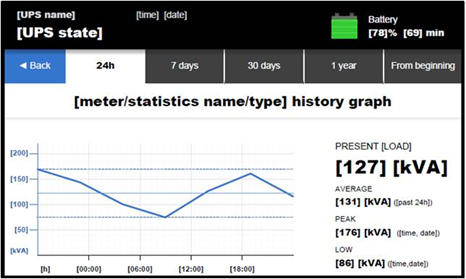 [UPS name] [time] [date]
[UPS state]
Battery
[78]% [69] min
◄ Back 24h 7 days 30 days 1 year From beginning
[meter/statistics name/type] history graph
[200]
[150]
[100]
[50]
[kVA]
[h] [00:00] [06:00] [12:00] [18:00]
PRESENT [LOAD]
[127] [kVA]
AVERAGE
[131] [kVA] ([past 24h])
PEAK
[176] [kVA] ([time, date])
LOW
[86] [kVA] ([time,date])